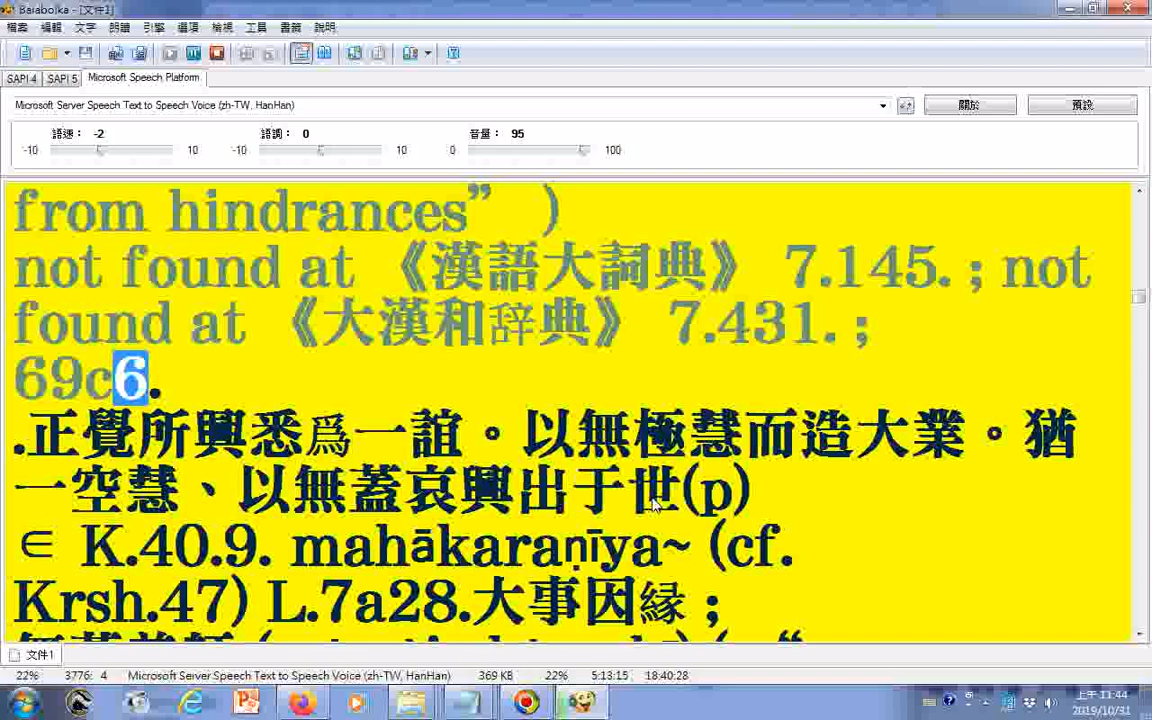 Balabolka - [文件1]
檔案 編輯 文字 朗讀 引擎 選項 檢視 工具 書籤 說明
SAPI 4 SAPI 5 Microsoft Speech Platform
Microsoft Server Speech Text to Speech Voice (zh-TW, HanHan) 關於 預設
語速： -2 語調： 0 音量： 95
-10 10 -10 10 0 100
from hindrances” )
not found at 《漢語大詞典》 7.145. ; not
found at 《大漢和辞典》 7.431. ;
69c6.
.正覺所興悉爲一誼。以無極慧而造大業。猶
一空慧、以無蓋哀興出于世(p)
∈ K.40.9. mahākaraṇīya~ (cf.
Krsh.47) L.7a28.大事因縁；
文件1
22% 3776: 4 Microsoft Server Speech Text to Speech Voice (zh-TW, HanHan) 369 KB 22% 5:13:15 18:40:28
上午 11:44
2019/10/31